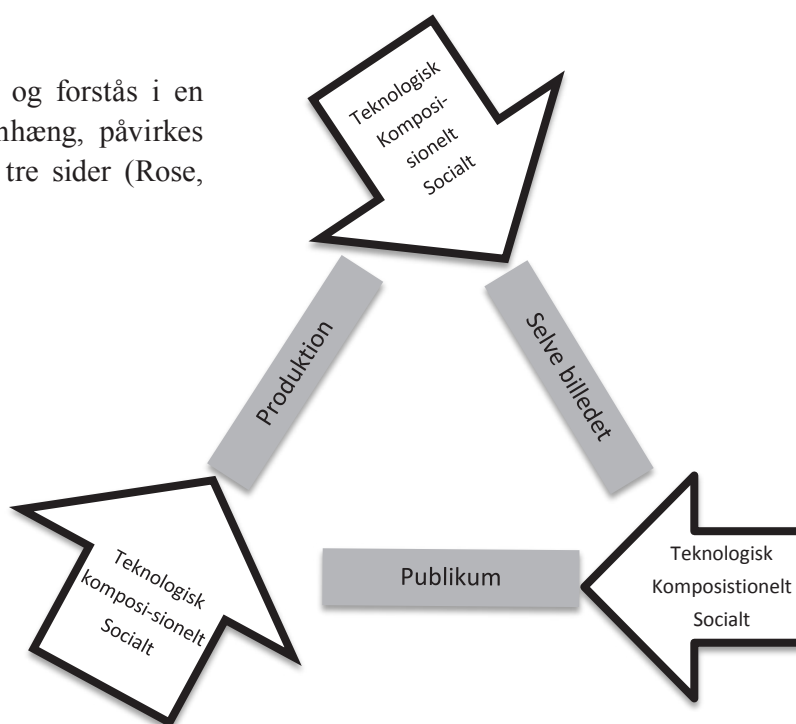 og forstås i en
nhæng, påvirkes
tre sider (Rose,
Teknologisk
Komposi-
sionelt
Socialt
Produktion
Selve billedet
Teknologisk
komposi-sionelt
Socialt
Publikum
Teknologisk
Komposistionelt
Socialt